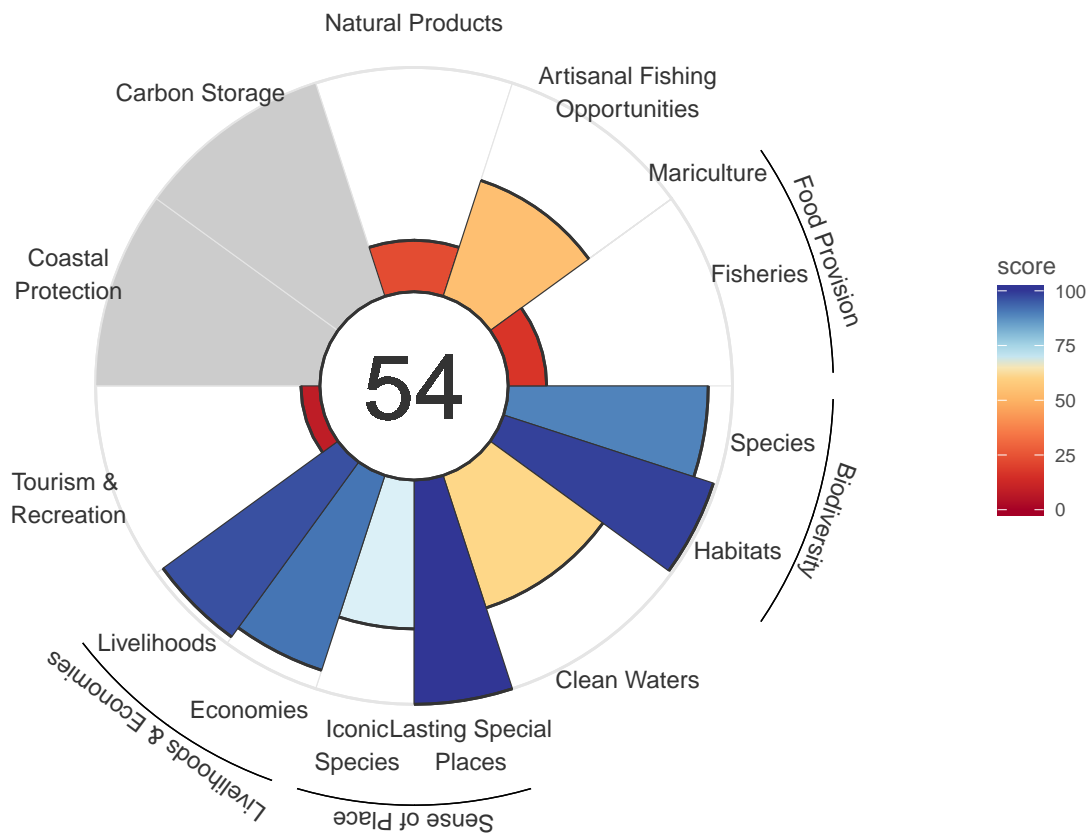 Natural Products
Artisanal Fishing
Opportunities
Carbon Storage
Mariculture
Food Provision
Fisheries
Coastal
Protection
score
100
75
50
25
0
54
Species
Biodiversity
Habitats
Tourism &
Recreation
Livelihoods
Clean Waters
Economies
Livelihoods & Economies
Iconic
Species
Lasting Special
Places
Sense of Place